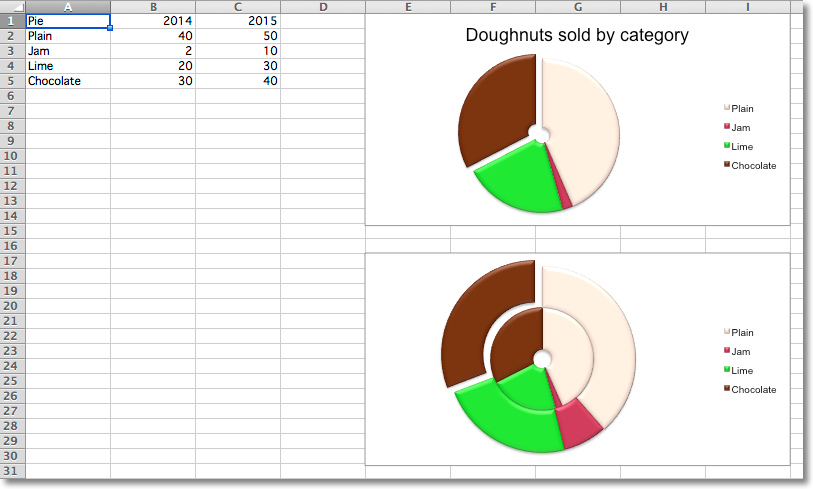 A B C D E F G H I
1 Pie 2014 2015
2 Plain 40 50
3 Jam 2 10
4 Lime 20 30
5 Chocolate 30 40
6
7
8
9
10
11
12
13
14
15
16
17
18
19
20
21
22
23
24
25
26
27
28
29
30
31
Doughnuts sold by category
Plain
Jam
Lime
Chocolate
Plain
Jam
Lime
Chocolate